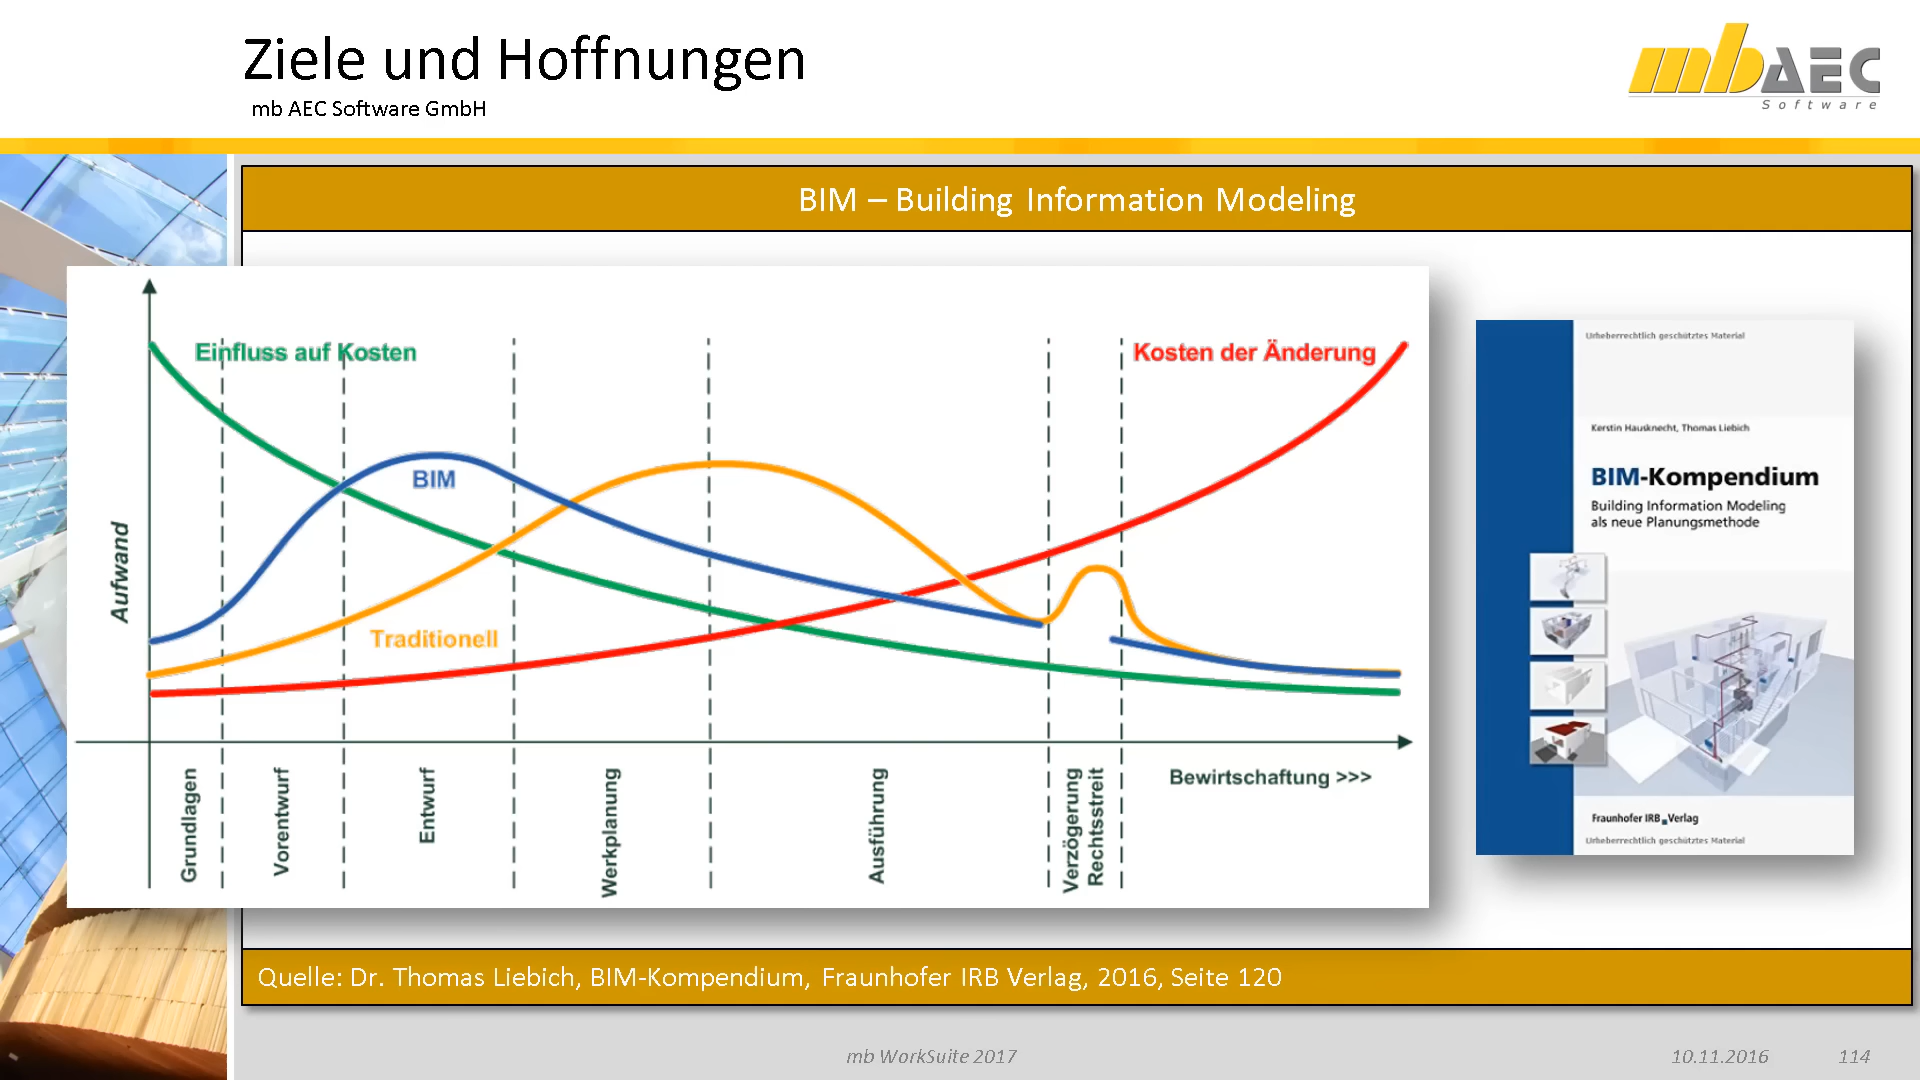 Ziele und Hoffnungen
mb AEC Software GmbH
mb AEC
Software
BIM – Building Information Modeling
Einfluss auf Kosten
Kosten der Änderung
BIM
Traditionell
Aufwand
Grundlagen
Vorentwurf
Entwurf
Werkplanung
Ausführung
Verzögerung
Rechtsstreit
Bewirtschaftung >>>
Urheberrechtlich geschütztes Material
Kerstin Hausknecht, Thomas Liebich
BIM-Kompendium
Building Information Modeling
als neue Planungsmethode
Fraunhofer IRB Verlag
Urheberrechtlich geschütztes Material
Quelle: Dr. Thomas Liebich, BIM-Kompendium, Fraunhofer IRB Verlag, 2016, Seite 120
mb WorkSuite 2017
10.11.2016
114